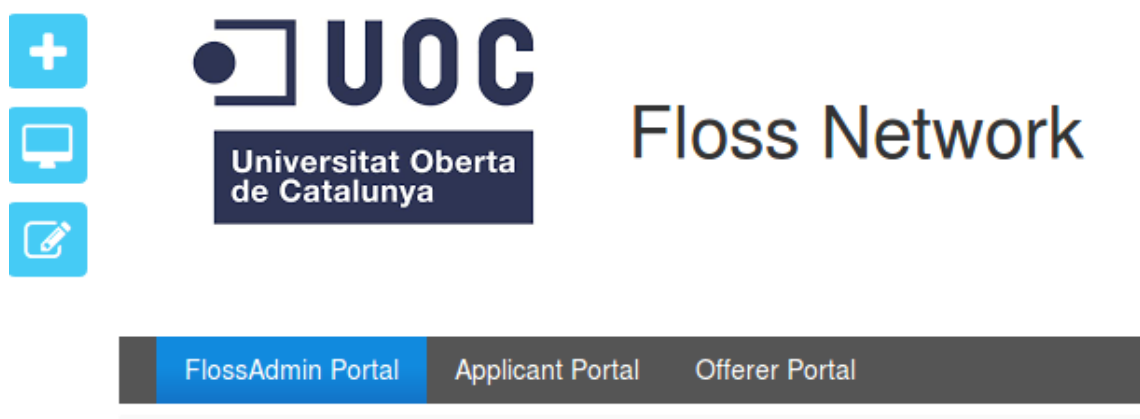 UOC
Universitat Oberta
de Catalunya
Floss Network
FlossAdmin Portal Applicant Portal Offerer Portal